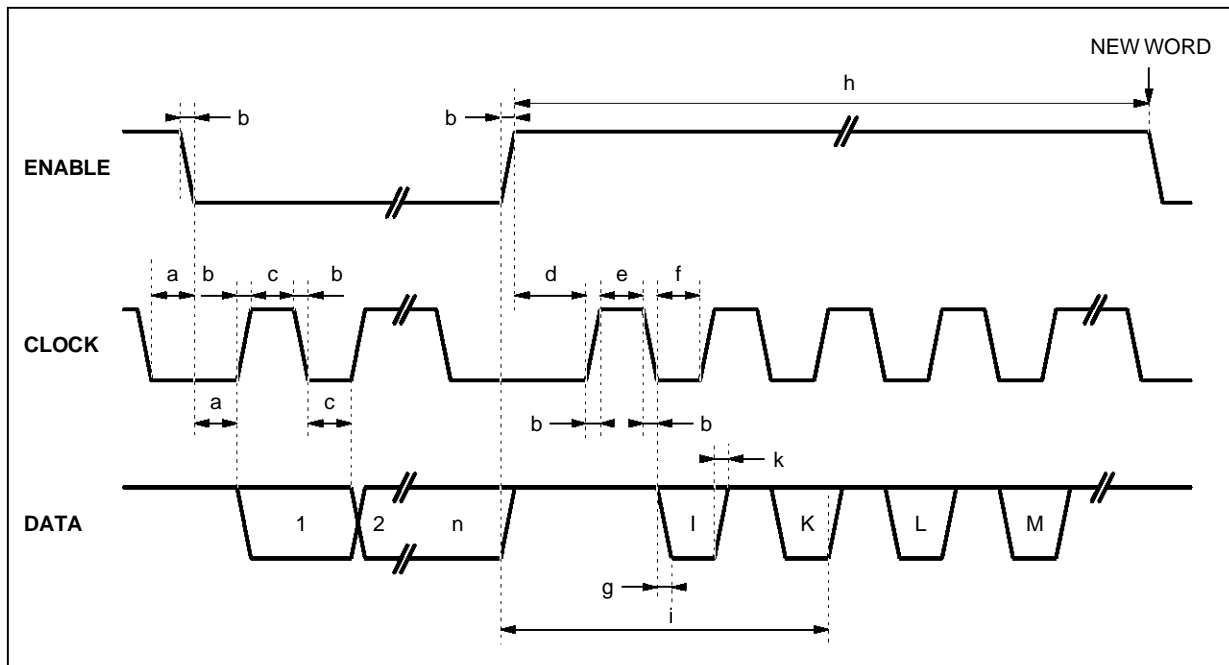 NEW WORD
h
b b
ENABLE
a b c b d e f
CLOCK
a c b b
k
DATA 1 2 n I K L M
g
i